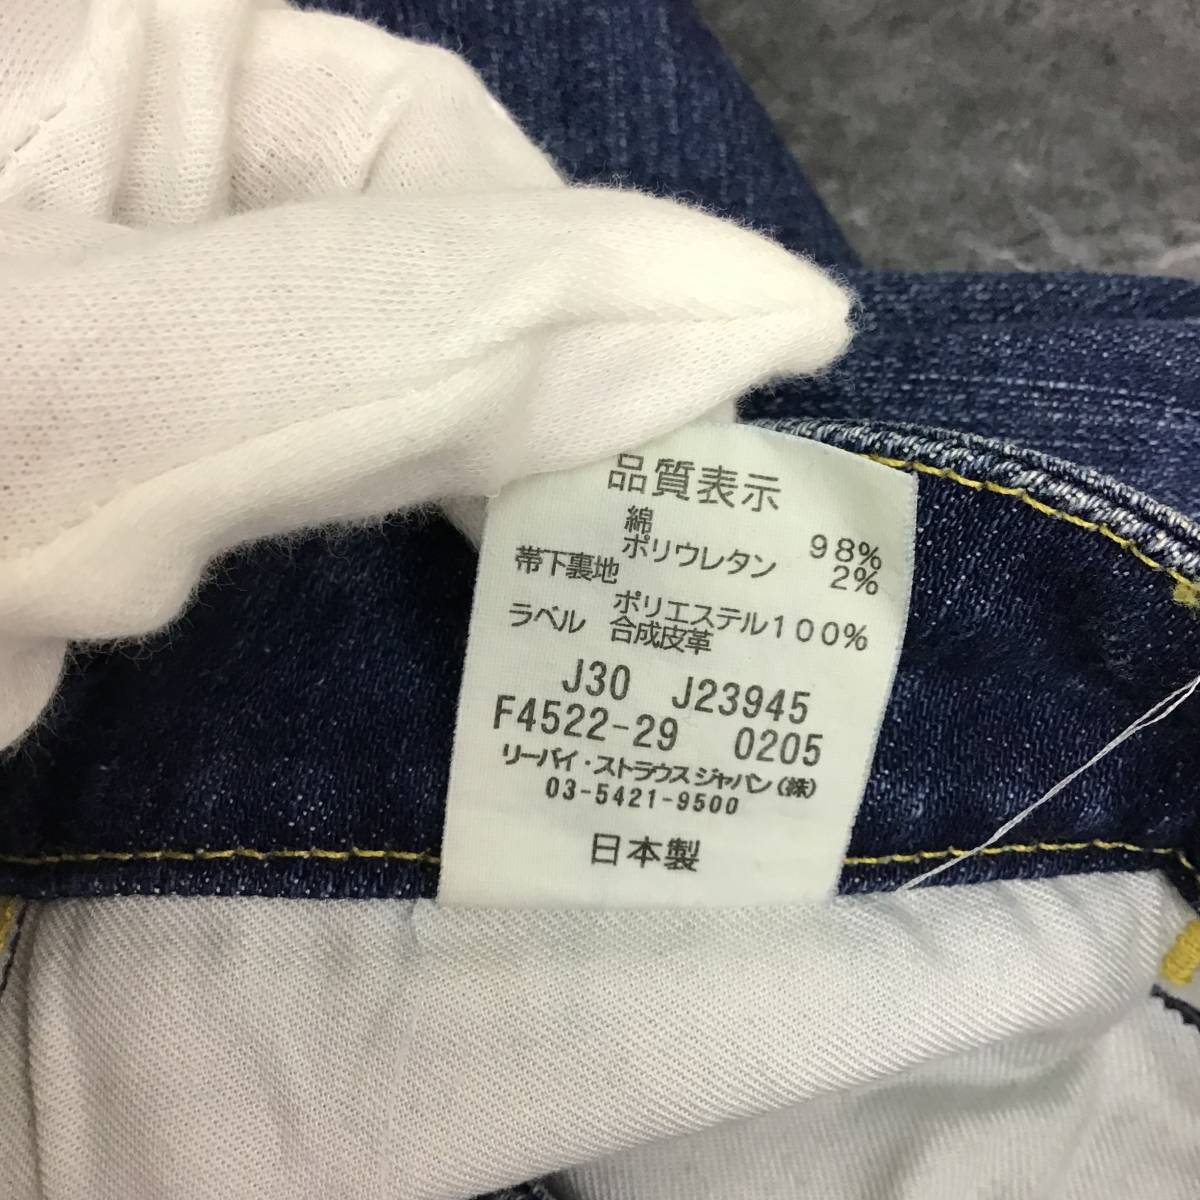 品質表示
綿 98%
ポリウレタン 2%
帯下裏地 ポリエステル100%
ラベル 合成皮革
J30 J23945
F4522-29 0205
リーバイ・ストラウス ジャパン(株)
03-5421-9500
日本製